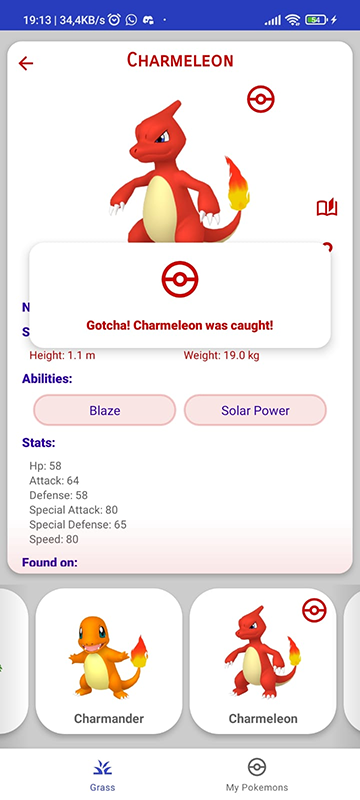 19:13 | 34,4KB/s
54
CHARMELEON
Gotcha! Charmeleon was caught!
N
S
Height: 1.1 m Weight: 19.0 kg
Abilities:
Blaze Solar Power
Stats:
Hp: 58
Attack: 64
Defense: 58
Special Attack: 80
Special Defense: 65
Speed: 80
Found on:
Charmander Charmeleon
Grass My Pokemons